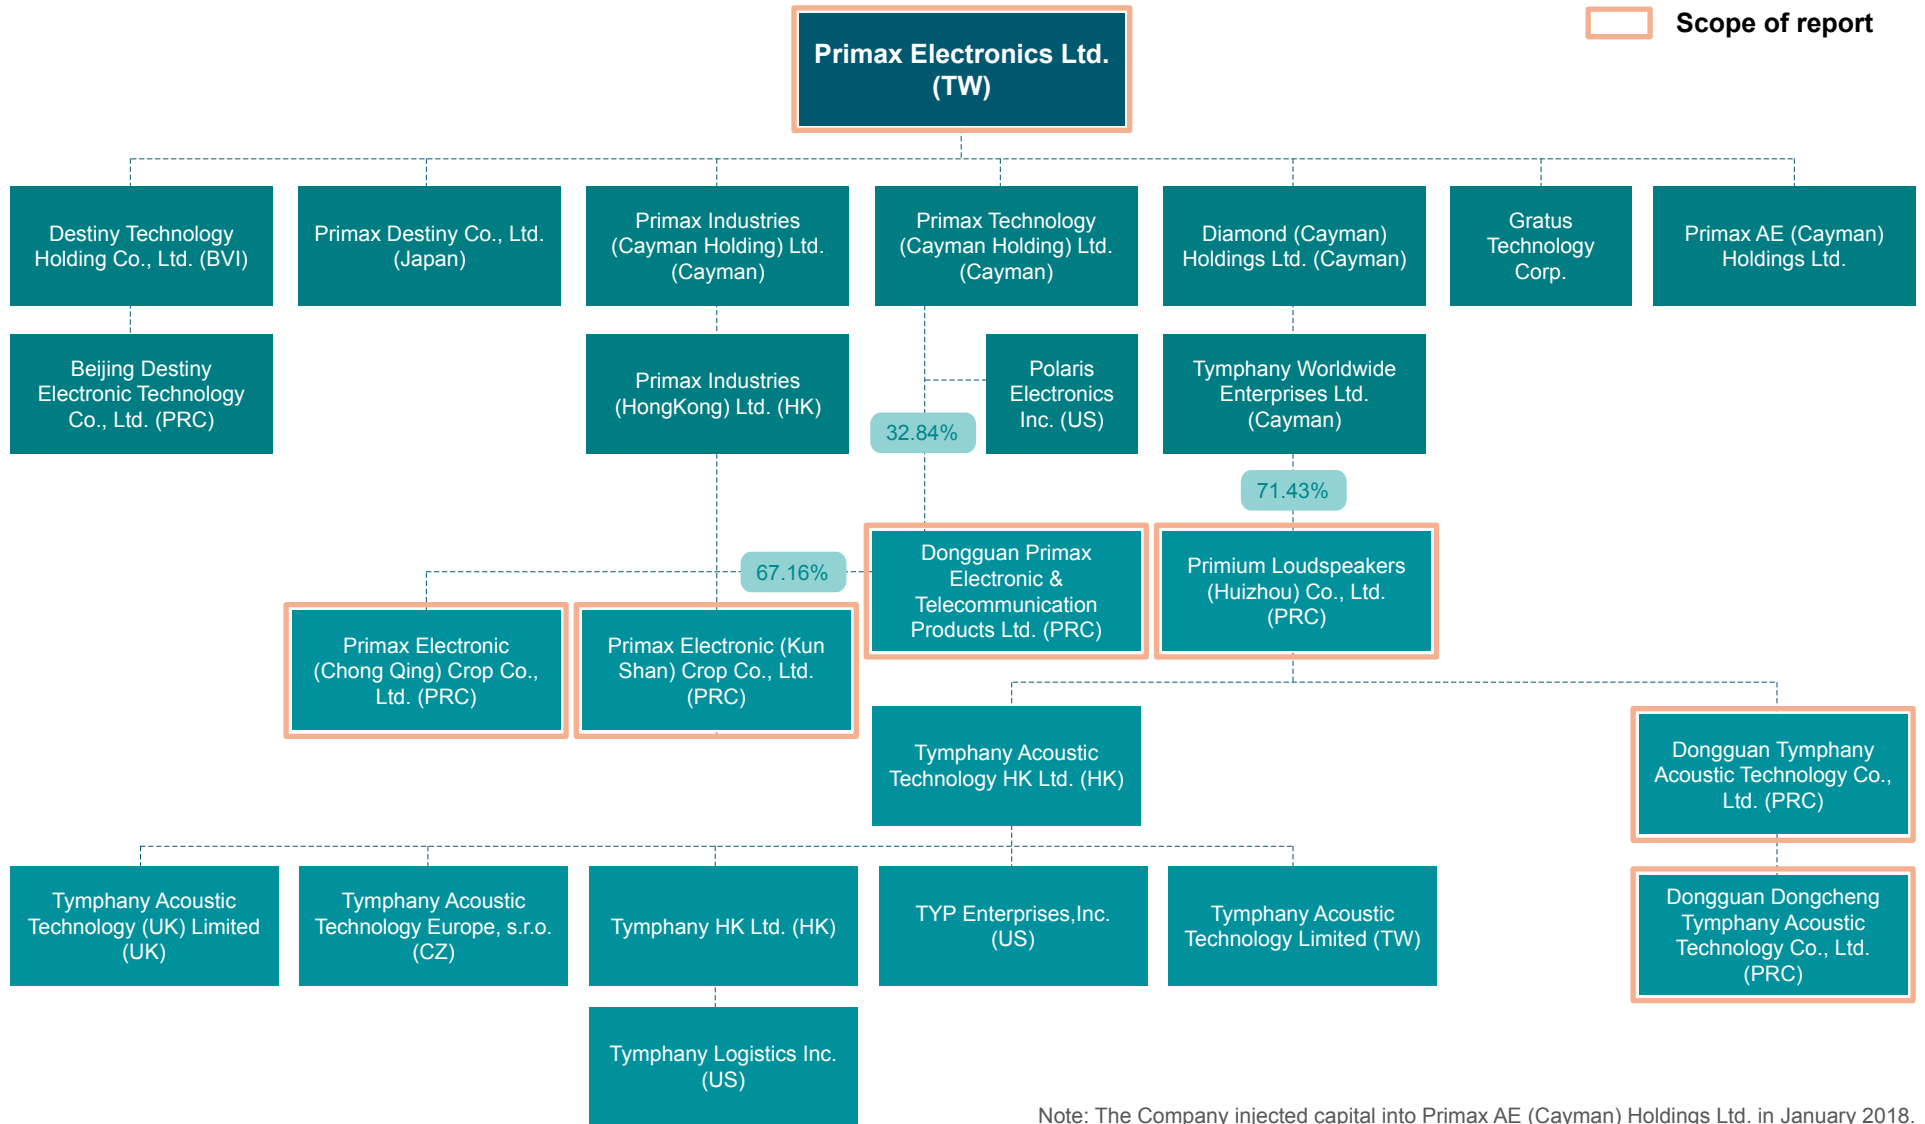 Scope of report
Primax Electronics Ltd.
(TW)
Destiny Technology
Holding Co., Ltd. (BVI)
Primax Destiny Co., Ltd.
(Japan)
Primax Industries
(Cayman Holding) Ltd.
(Cayman)
Primax Technology
(Cayman Holding) Ltd.
(Cayman)
Diamond (Cayman)
Holdings Ltd. (Cayman)
Gratus
Technology
Corp.
Primax AE (Cayman)
Holdings Ltd.
Beijing Destiny
Electronic Technology
Co., Ltd. (PRC)
Primax Industries
(HongKong) Ltd. (HK)
Polaris
Electronics
Inc. (US)
Tymphany Worldwide
Enterprises Ltd.
(Cayman)
32.84%
71.43%
67.16%
Dongguan Primax
Electronic &
Telecommunication
Products Ltd. (PRC)
Primium Loudspeakers
(Huizhou) Co., Ltd.
(PRC)
Primax Electronic
(Chong Qing) Crop Co.,
Ltd. (PRC)
Primax Electronic (Kun
Shan) Crop Co., Ltd.
(PRC)
Tymphany Acoustic
Technology HK Ltd. (HK)
Dongguan Tymphany
Acoustic Technology Co.,
Ltd. (PRC)
Tymphany Acoustic
Technology (UK) Limited
(UK)
Tymphany Acoustic
Technology Europe, s.r.o.
(CZ)
Tymphany HK Ltd. (HK)
TYP Enterprises,Inc.
(US)
Tymphany Acoustic
Technology Limited (TW)
Dongguan Dongcheng
Tymphany Acoustic
Technology Co., Ltd.
(PRC)
Tymphany Logistics Inc.
(US)
Note: The Company injected capital into Primax AE (Cayman) Holdings Ltd. in January 2018.